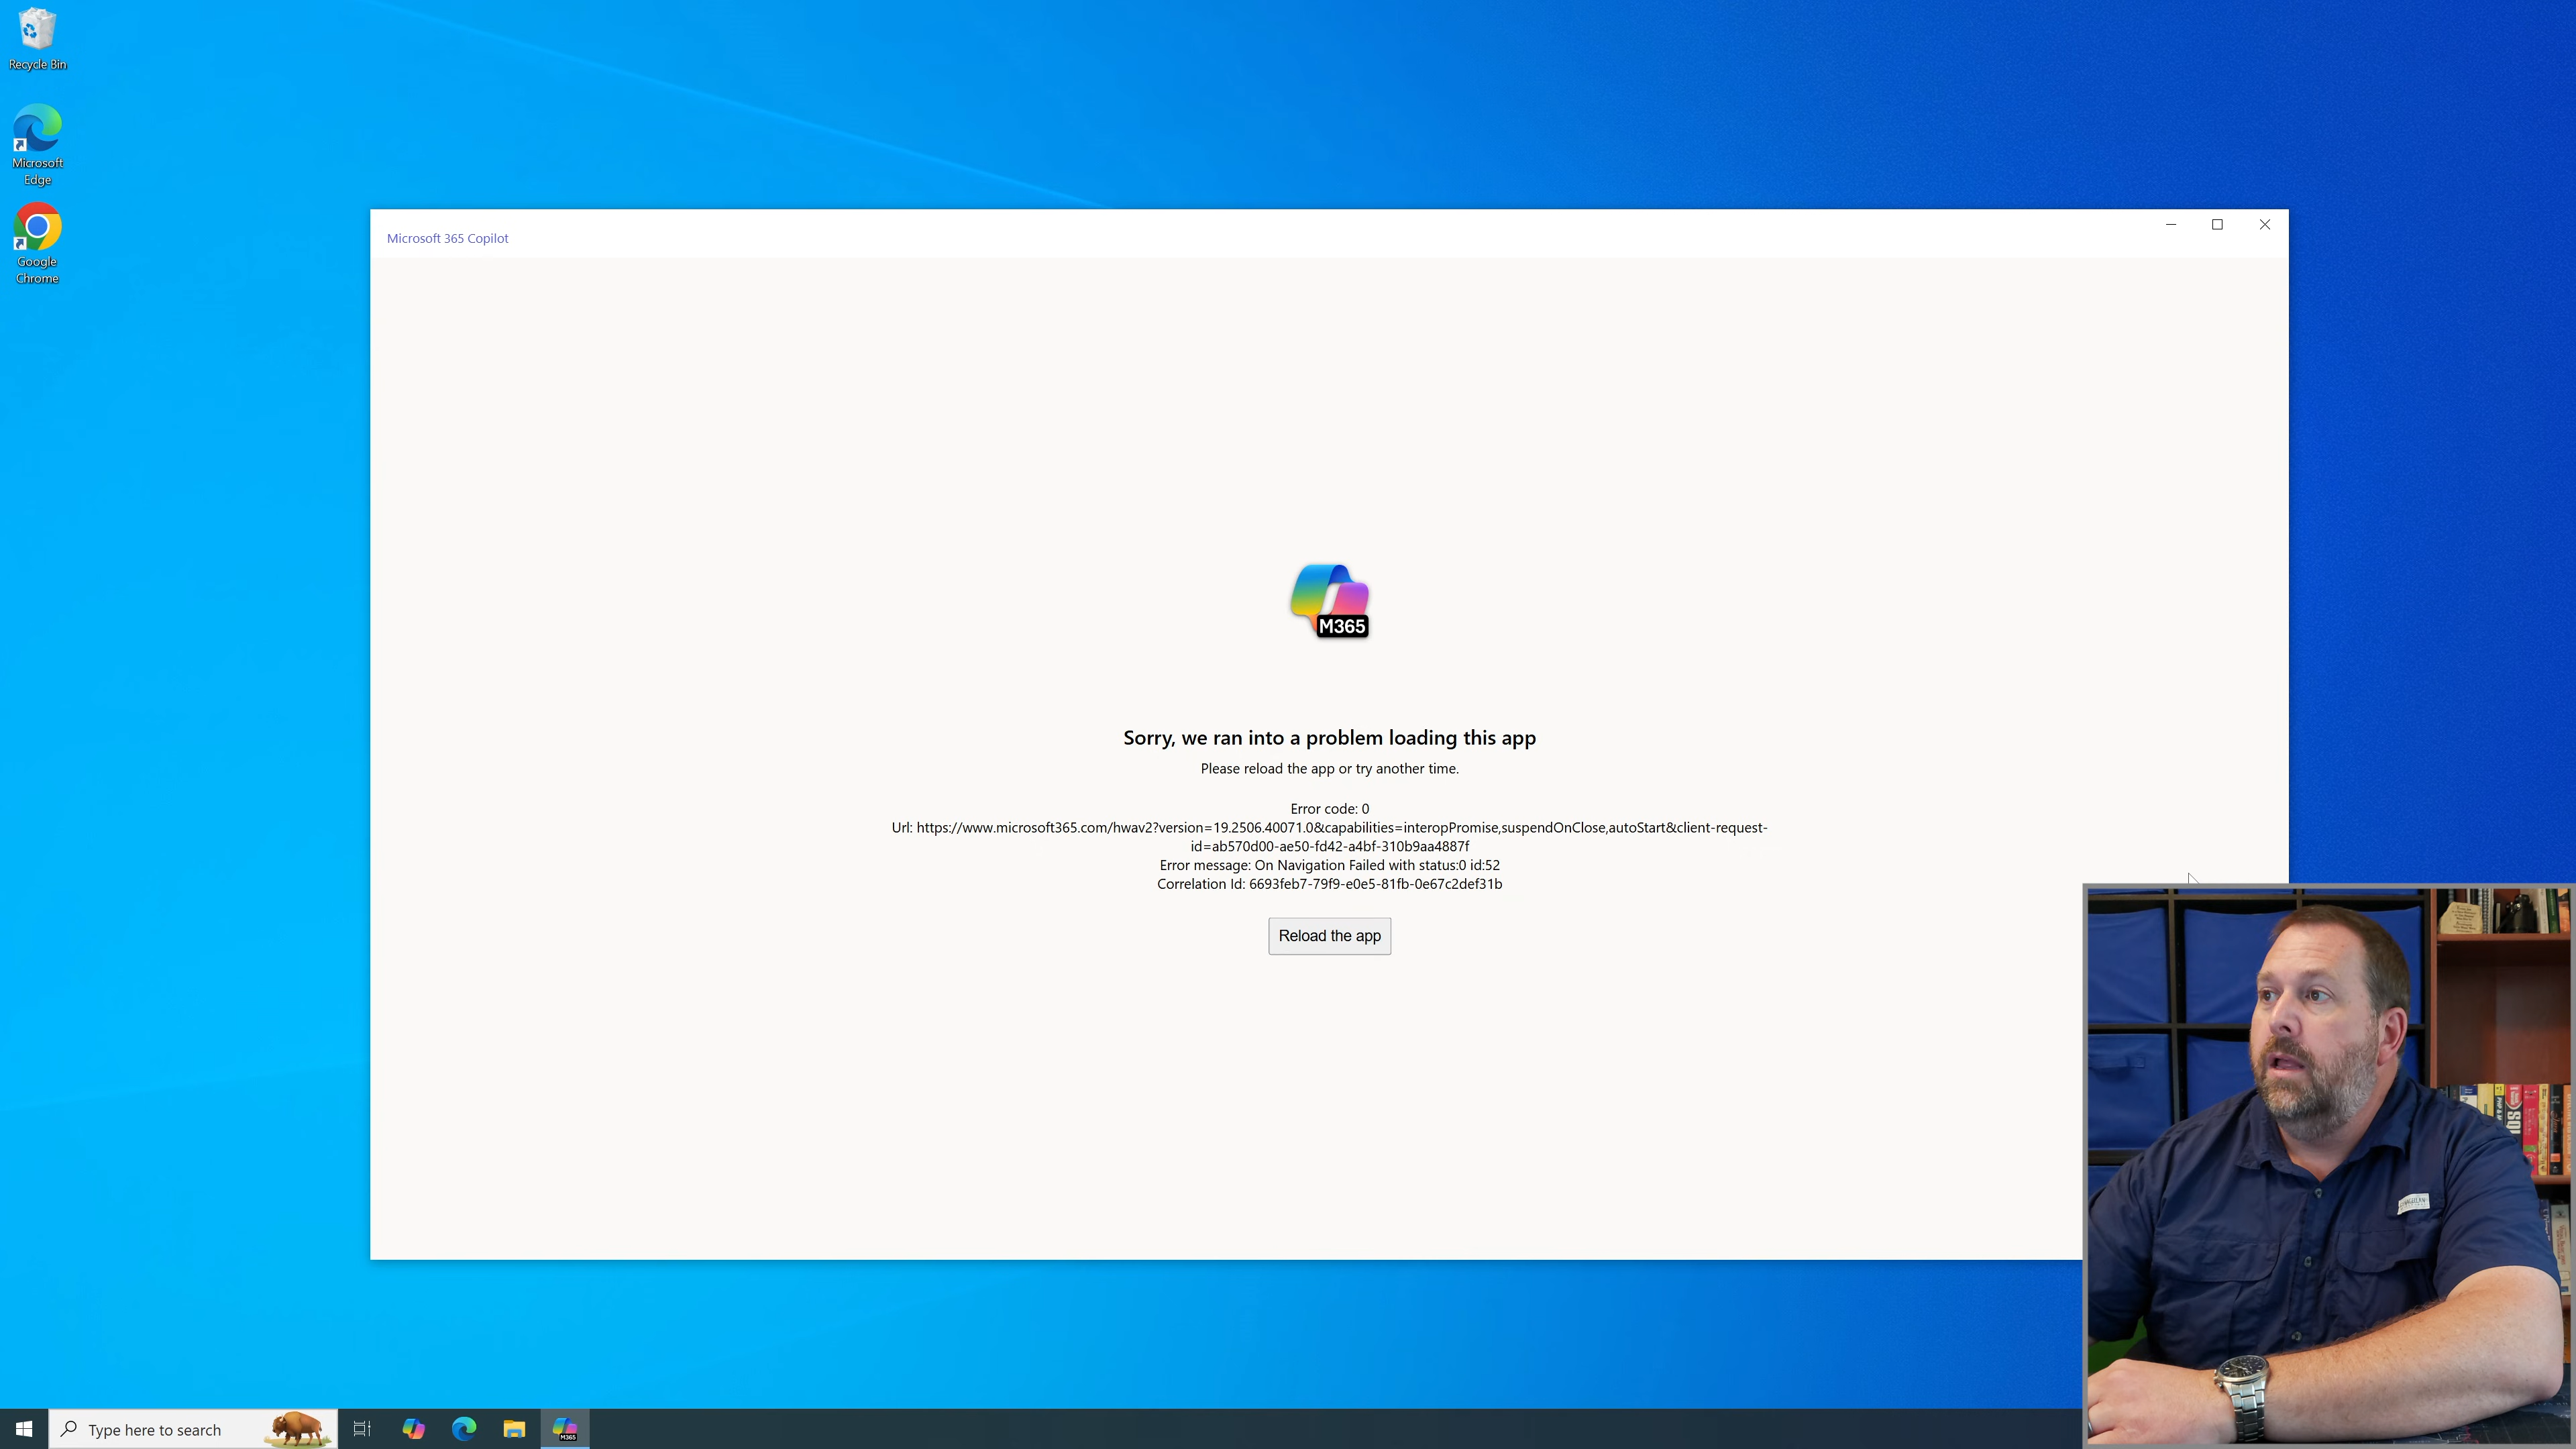 Recycle Bin
Microsoft
Edge
Google
Chrome
Microsoft 365 Copilot
M365
Sorry, we ran into a problem loading this app
Please reload the app or try another time.
Error code: 0
Url: https://www.microsoft365.com/hwav2?version=19.2506.40071.0&capabilities=interopPromise,suspendOnClose,autoStart&client-request-
id=ab570d00-ae50-fd42-a4bf-310b9aa4887f
Error message: On Navigation Failed with status:0 id:52
Correlation Id: 6693feb7-79f9-e0e5-81fb-0e67c2def31b
Reload the app
SQL
Type here to search
M365